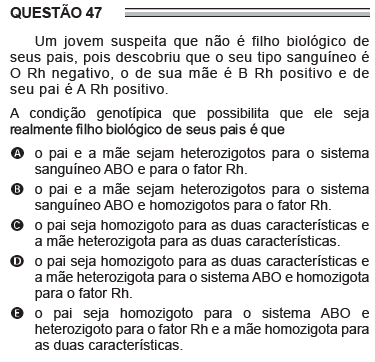 QUESTÃO 47
Um jovem suspeita que não é filho biológico de
seus pais, pois descobriu que o seu tipo sanguíneo é
O Rh negativo, o de sua mãe é B Rh positivo e de
seu pai é A Rh positivo.
A condição genotípica que possibilita que ele seja
realmente filho biológico de seus pais é que
A o pai e a mãe sejam heterozigotos para o sistema
sanguíneo ABO e para o fator Rh.
B o pai e a mãe sejam heterozigotos para o sistema
sanguíneo ABO e homozigotos para o fator Rh.
C o pai seja homozigoto para as duas características e
a mãe heterozigota para as duas características.
D o pai seja homozigoto para as duas características e
a mãe heterozigota para o sistema ABO e homozigota
para o fator Rh.
E o pai seja homozigoto para o sistema ABO e
heterozigoto para o fator Rh e a mãe homozigota para
as duas características.